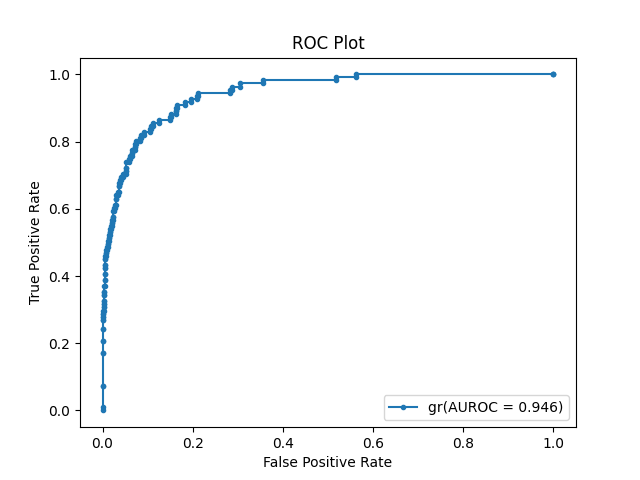 ROC Plot
True Positive Rate
1.0
0.8
0.6
0.4
0.2
0.0
gr(AUROC = 0.946)
0.0 0.2 0.4 0.6 0.8 1.0
False Positive Rate